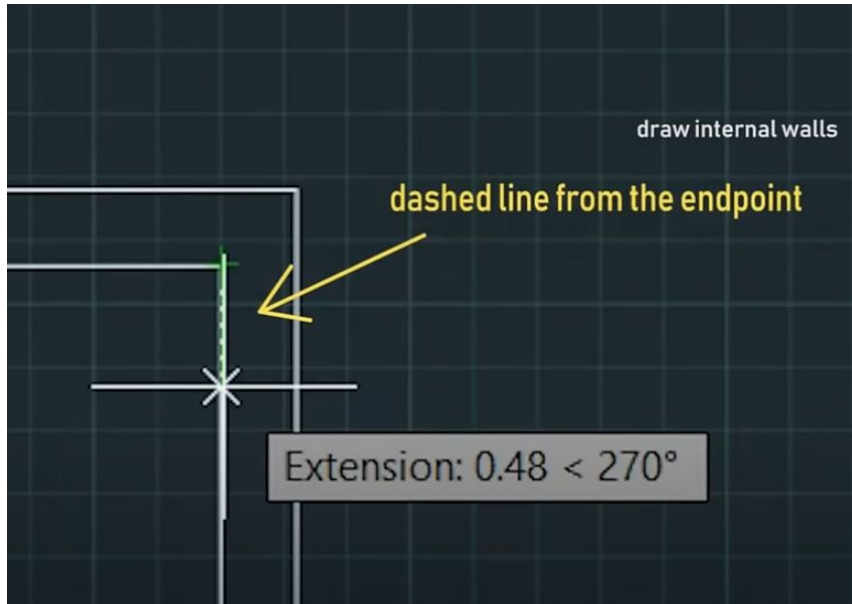 draw internal walls
dashed line from the endpoint
Extension: 0.48 < 270°